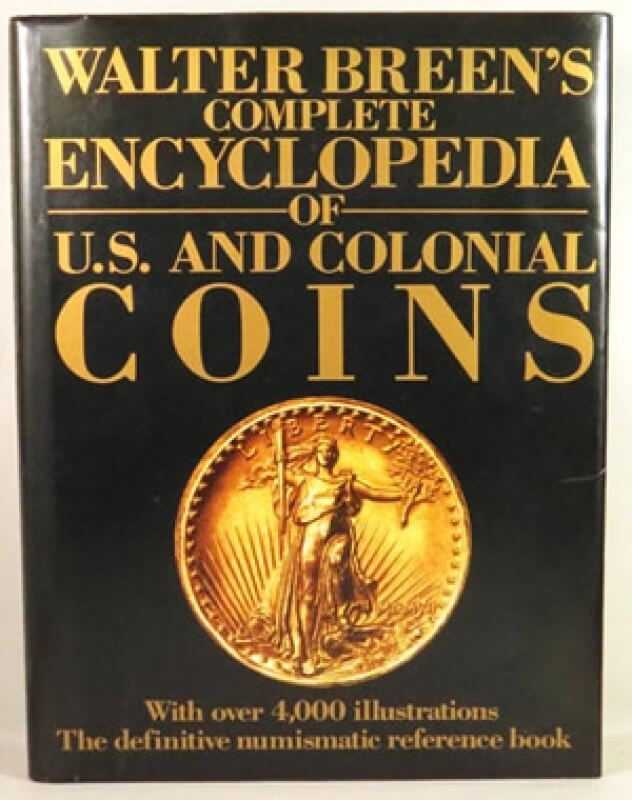 WALTER BREEN'S
COMPLETE
ENCYCLOPEDIA
OF
U.S. AND COLONIAL
COINS
LIBERTY
With over 4,000 illustrations
The definitive numismatic reference book